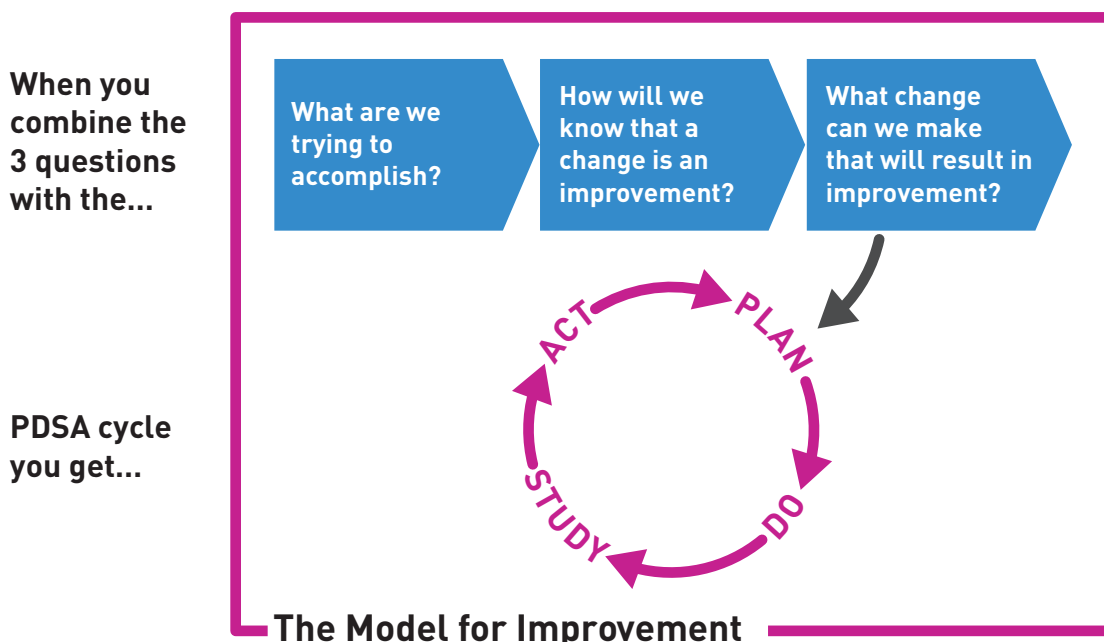 When you
combine the
3 questions
with the...
What are we
trying to
accomplish?
How will we
know that a
change is an
improvement?
What change
can we make
that will result in
improvement?
PDSA cycle
you get...
PLAN
DO
STUDY
ACT
The Model for Improvement